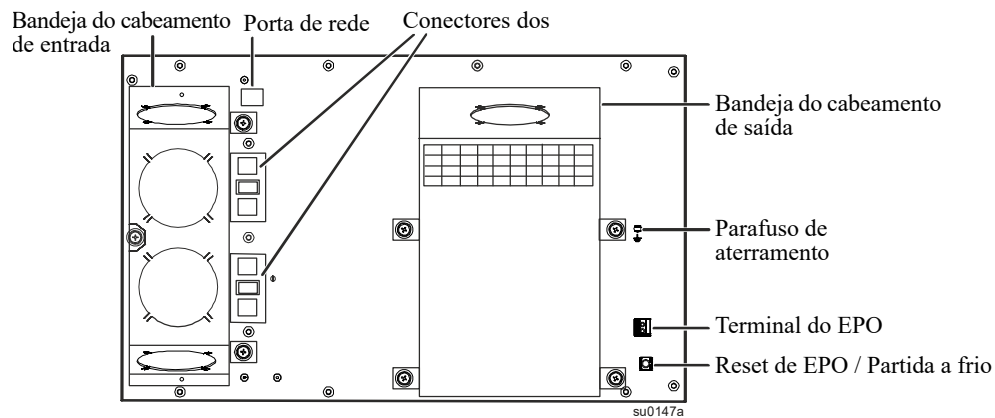 Bandeja do cabeamento
de entrada
Porta de rede
Conectores dos
Bandeja do cabeamento
de saída
Parafuso de
aterramento
Terminal do EPO
Reset de EPO / Partida a frio
su0147a